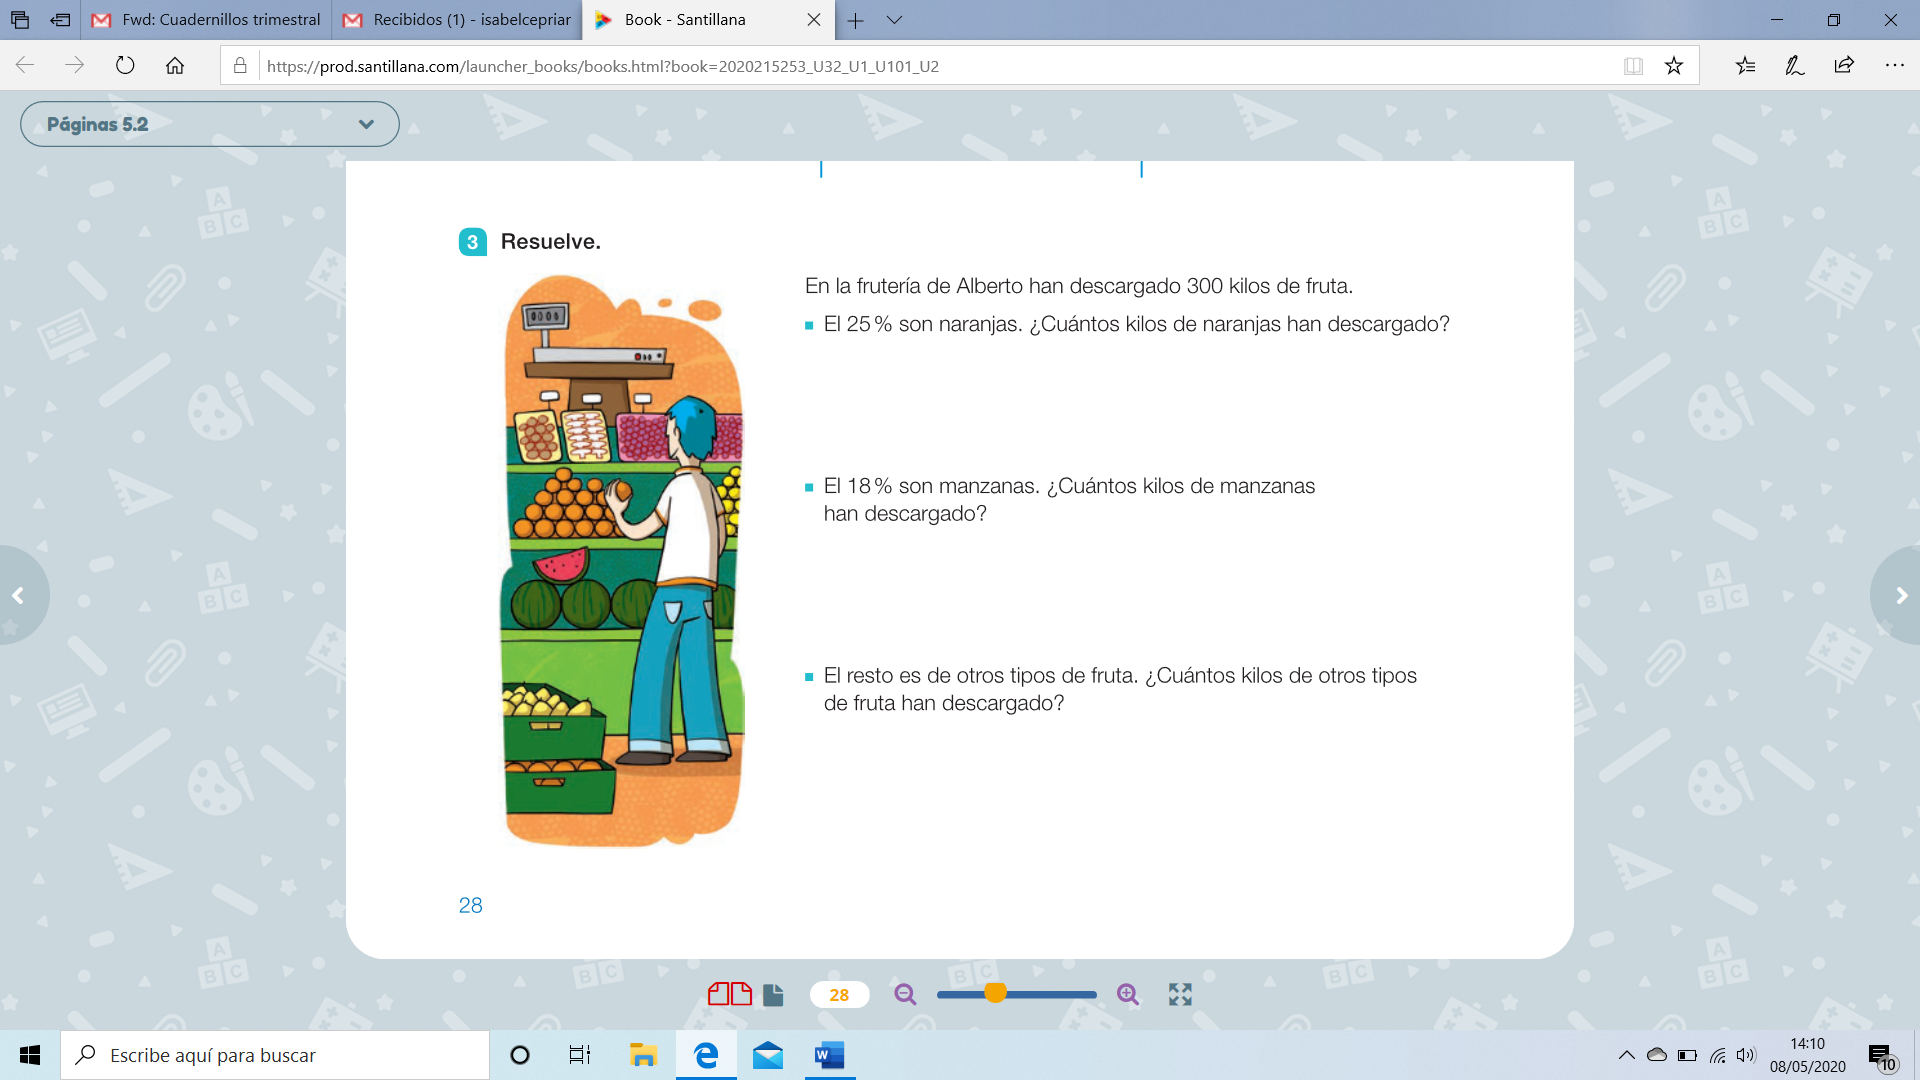 Fwd: Cuadernillos trimestral
Recibidos (1) - isabelcepriar
Book - Santillana
https://prod.santillana.com/launcher_books/books.html?book=2020215253_U32_U1_U101_U2
Páginas 5.2
3 Resuelve.
En la frutería de Alberto han descargado 300 kilos de fruta.
El 25 % son naranjas. ¿Cuántos kilos de naranjas han descargado?
El 18 % son manzanas. ¿Cuántos kilos de manzanas
han descargado?
El resto es de otros tipos de fruta. ¿Cuántos kilos de otros tipos
de fruta han descargado?
28
28
Escribe aquí para buscar
14:10
08/05/2020
10